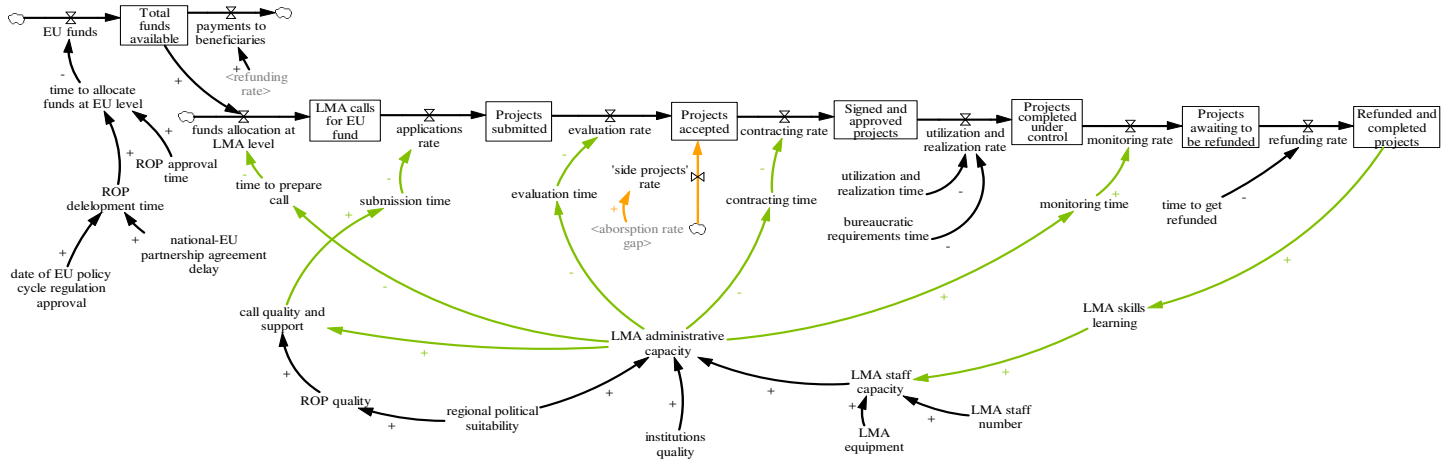 EU funds
Total
funds
available
payments to
beneficiaries
<refunding
rate>
-
+
+
time to allocate
funds at EU level
funds allocation at
LMA level
LMA calls
for EU
fund
applications
rate
Projects
submitted
evaluation rate
Projects
accepted
contracting rate
Signed and
approved
projects
utilization and
realization rate
Projects
completed
under
control
monitoring rate
Projects
awaiting to
be refunded
refunding rate
Refunded and
completed
projects
+
+
ROP approval
time
-
time to prepare
call
-
submission time
-
evaluation time
'side projects'
rate
+
<aborsption rate
gap>
-
contracting time
utilization and
realization time
-
bureaucratic
requirements time
-
+
monitoring time
time to get
refunded
-
ROP
delelopment time
+
+
national-EU
partnership agreement
delay
date of EU policy
cycle regulation
approval
+
-
-
-
+
+
call quality and
support
+
LMA administrative
capacity
LMA skills
learning
+
+
ROP quality
+
regional political
suitability
+
+
institutions
quality
+
LMA staff
capacity
+
+
LMA
equipment
LMA staff
number